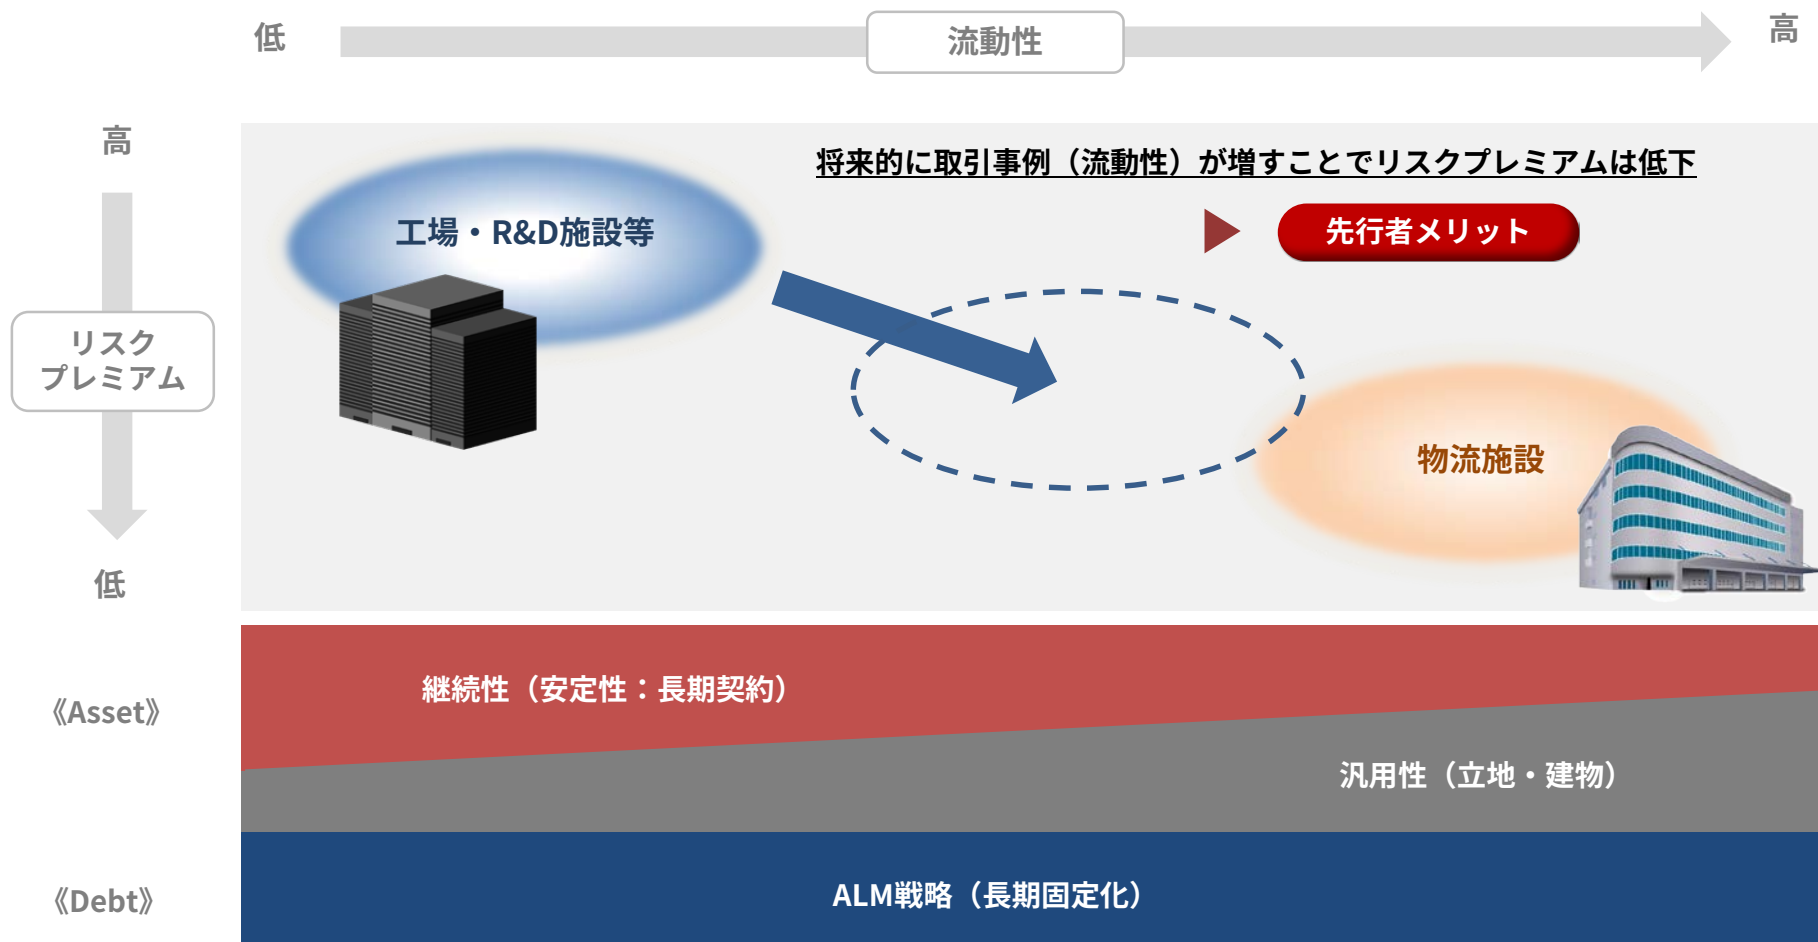 低
流動性
高
高
将来的に取引事例（流動性）が増すことでリスクプレミアムは低下
工場・R&D施設等
先行者メリット
リスク
プレミアム
物流施設
低
継続性（安定性：長期契約）
《Asset》
汎用性（立地・建物）
ALM戦略（長期固定化）
《Debt》